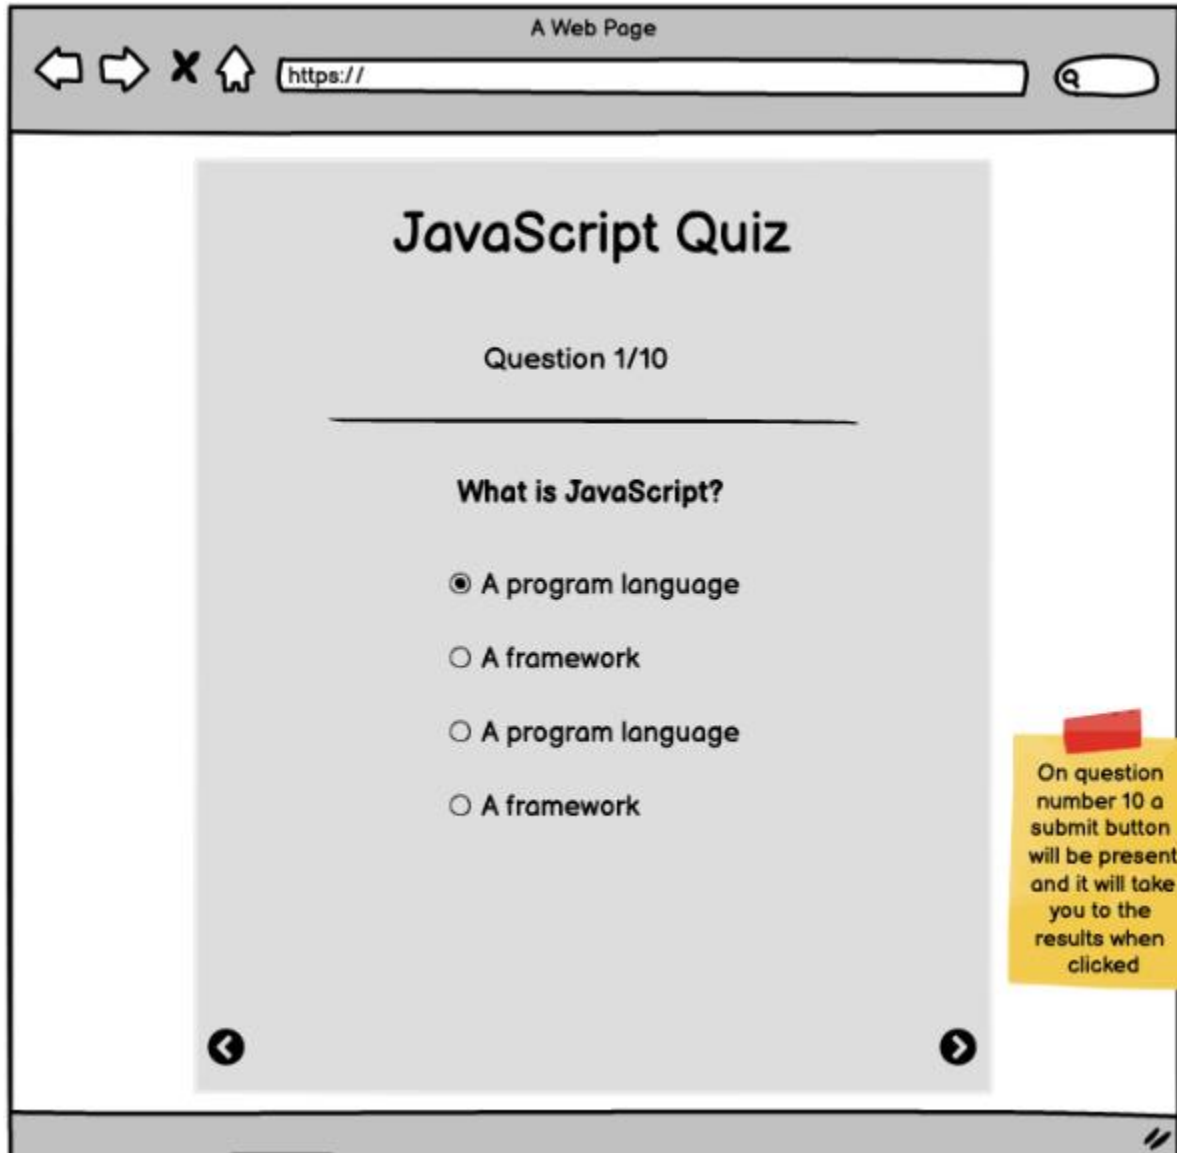 A Web Page
https://
JavaScript Quiz
Question 1/10
What is JavaScript?
A program language
A framework
A program language
A framework
On question
number 10 a
submit button
will be present
and it will take
you to the
results when
clicked